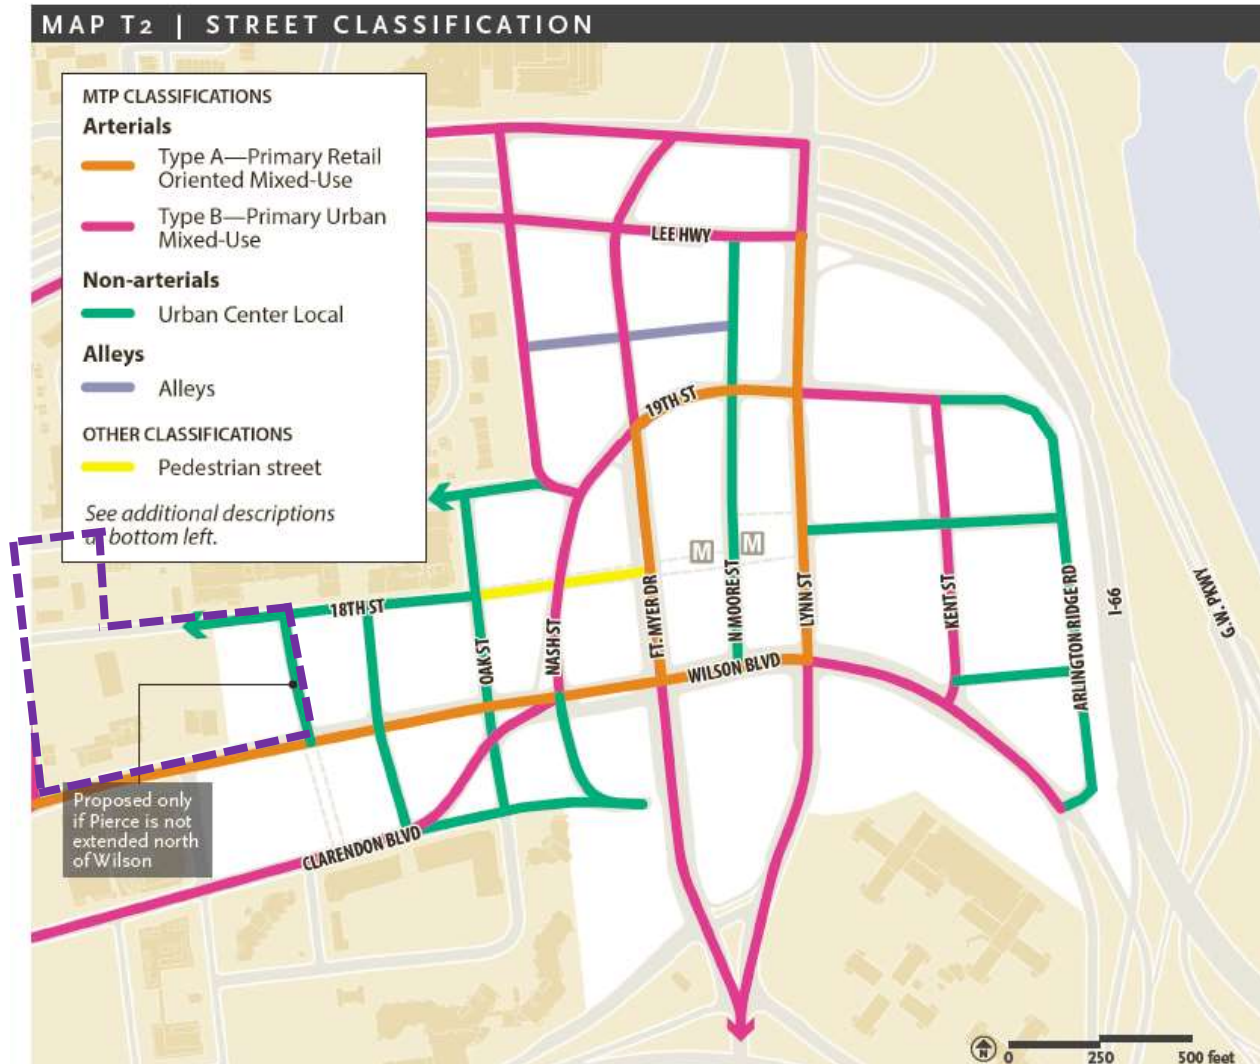 MAP T2 | STREET CLASSIFICATION
MTP CLASSIFICATIONS
Arterials
Type A—Primary Retail
Oriented Mixed-Use
Type B—Primary Urban
Mixed-Use
Non-arterials
Urban Center Local
Alleys
Alleys
OTHER CLASSIFICATIONS
Pedestrian street
See additional descriptions
bottom left.
LEE HWY
19TH ST
M
M
18TH ST
OAK ST
NASH ST
FT. MYER DR
N MOORE ST
LYNN ST
KENT ST
ARLINGTON RIDGE RD
I-66
G.W. PKWY
WILSON BLVD
CLARENDON BLVD
Proposed only
if Pierce is not
extended north
of Wilson
N
0
250
500 feet